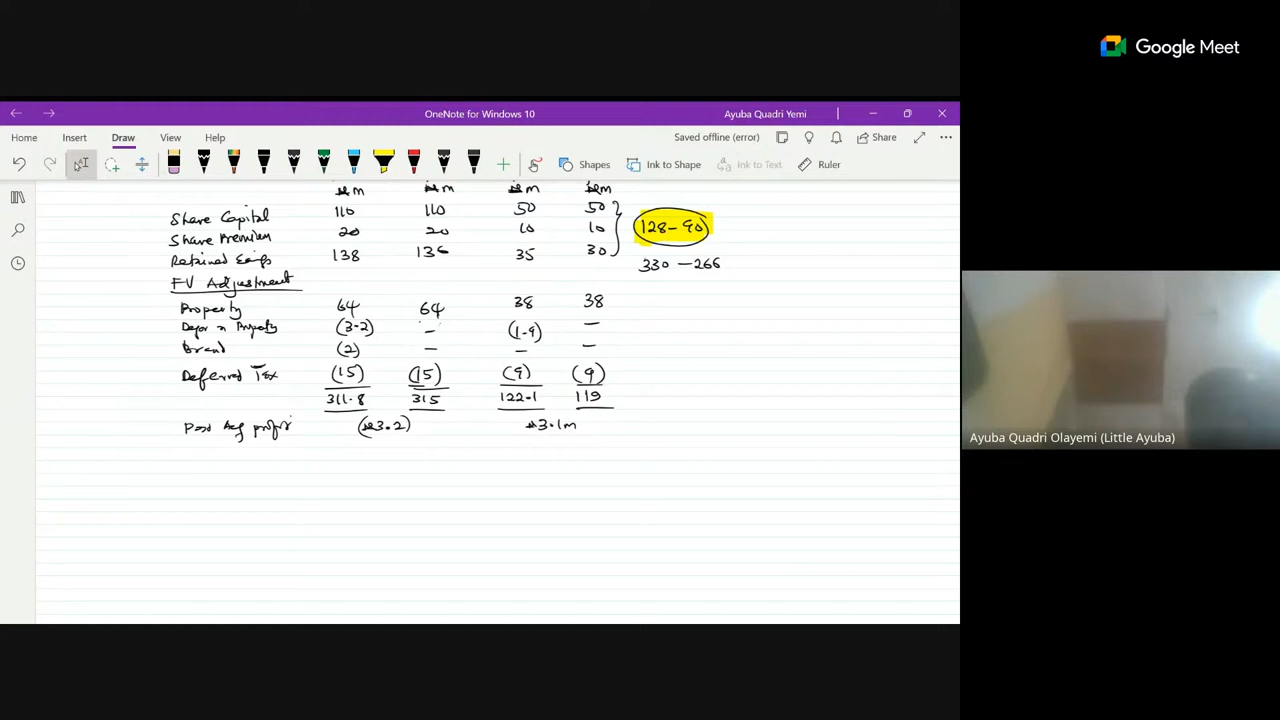 Google Meet
OneNote for Windows 10
Ayuba Quadri Yemi
Home Insert Draw View Help
Saved offline (error) Share
Shapes Ink to Shape Ink to Text Ruler
₦m ₦m ₦m ₦m
Share Capital 110 110 50 50
128-90
Share Premium 20 20 10 10
Retained Earngs 138 136 35 30
330 - 266
FV Adjustment
Property 64 64 38 38
Depr n Property (3.2) - (1.9) -
Brand (2) - - -
Deferred Tax (15) (15) (9) (9)
311.8 315 122.1 119
Post Acq profit (₦3.2) ₦3.1m
Ayuba Quadri Olayemi (Little Ayuba)